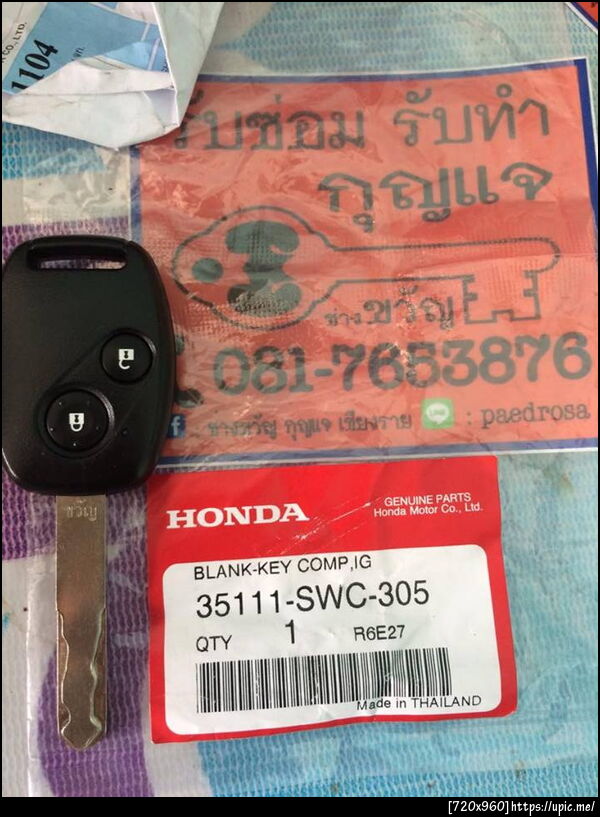 CO.,LTD.
1104
รับซ่อม รับทำ
กุญแจ
ช่างขวัญ
081-7653876
f : ช่างขวัญ กุญแจ เชียงราย LINE : paedrosa
ขวัญ
HONDA
GENUINE PARTS
Honda Motor Co., Ltd.
BLANK-KEY COMP,IG
35111-SWC-305
QTY 1 R6E27
Made in THAILAND
[720x960]https://upic.me/